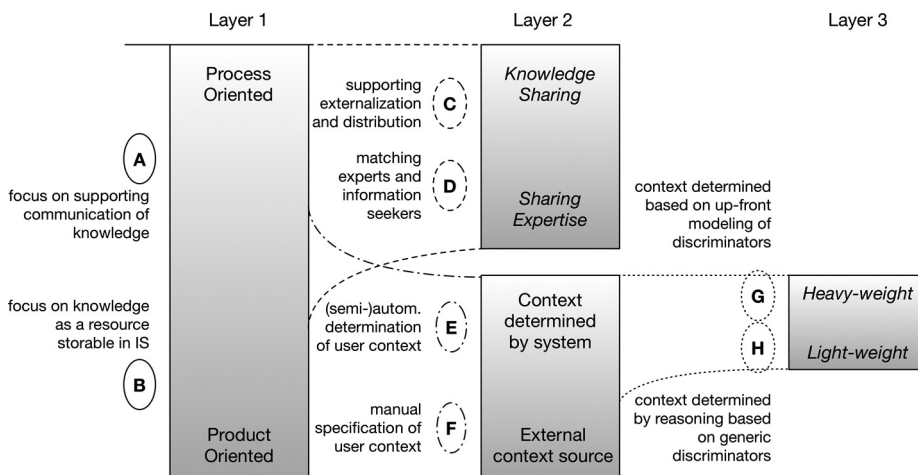 Layer 1
Layer 2
Layer 3
Process
Oriented
A
focus on supporting
communication of
knowledge
focus on knowledge
as a resource
storable in IS
B
Product
Oriented
supporting
externalization
and distribution
C
matching
experts and
information
seekers
D
Knowledge
Sharing
Sharing
Expertise
(semi-)autom.
determination
of user context
E
manual
specification of
user context
F
Context
determined
by system
External
context source
context determined
based on up-front
modeling of
discriminators
G
H
context determined
by reasoning based
on generic
discriminators
Heavy-weight
Light-weight